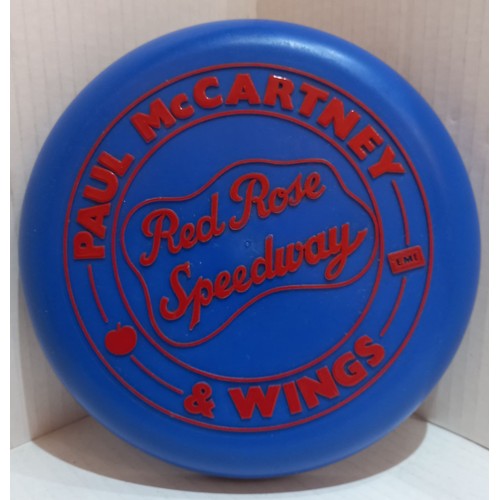 PAUL McCARTNEY
Red Rose
Speedway
EMI
& WINGS